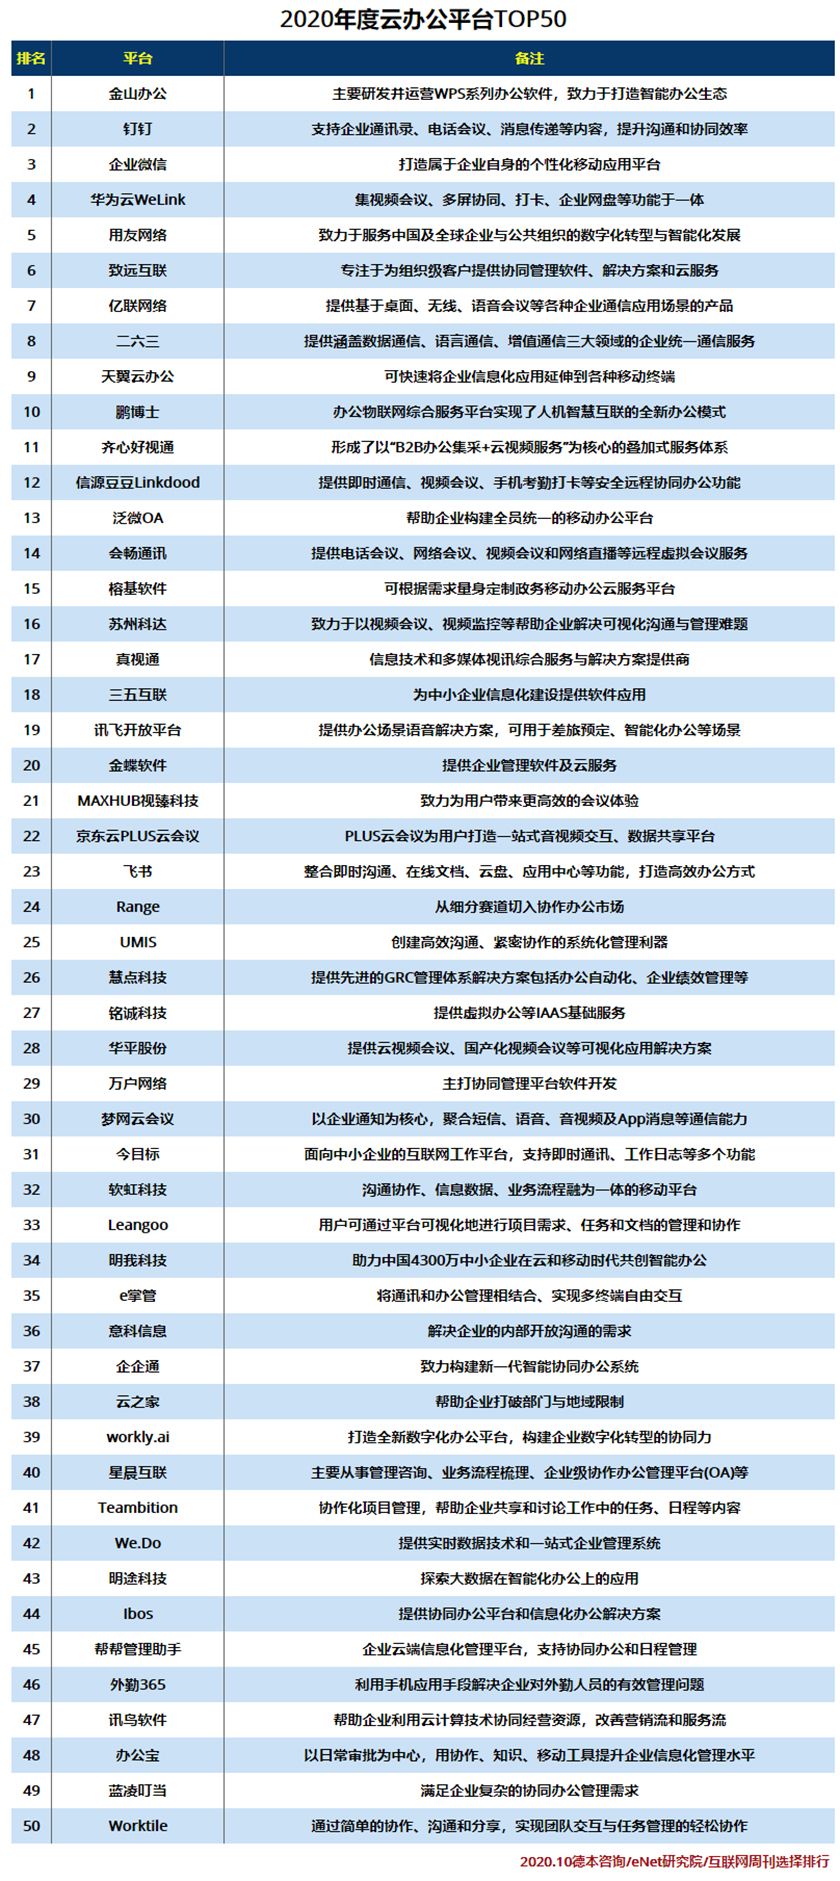 2020年度云办公平台TOP50
排名 平台 备注
1 金山办公 主要研发并运营WPS系列办公软件，致力于打造智能办公生态
2 钉钉 支持企业通讯录、电话会议、消息传递等内容，提升沟通和协同效率
3 企业微信 打造属于企业自身的个性化移动应用平台
4 华为云WeLink 集视频会议、多屏协同、打卡、企业网盘等功能于一体
5 用友网络 致力于服务中国及全球企业与公共组织的数字化转型与智能化发展
6 致远互联 专注于为组织级客户提供协同管理软件、解决方案和云服务
7 亿联网络 提供基于桌面、无线、语音会议等各种企业通信应用场景的产品
8 二六三 提供涵盖数据通信、语言通信、增值通信三大领域的企业统一通信服务
9 天翼云办公 可快速将企业信息化应用延伸到各种移动终端
10 鹏博士 办公物联网综合服务平台实现了人机智慧互联的全新办公模式
11 齐心好视通 形成了以“B2B办公集采+云视频服务”为核心的叠加式服务体系
12 信源豆豆Linkdood 提供即时通信、视频会议、手机考勤打卡等安全远程协同办公功能
13 泛微OA 帮助企业构建全员统一的移动办公平台
14 会畅通讯 提供电话会议、网络会议、视频会议和网络直播等远程虚拟会议服务
15 榕基软件 可根据需求量身定制政务移动办公云服务平台
16 苏州科达 致力于以视频会议、视频监控等帮助企业解决可视化沟通与管理难题
17 真视通 信息技术和多媒体视讯综合服务与解决方案提供商
18 三五互联 为中小企业信息化建设提供软件应用
19 讯飞开放平台 提供办公场景语音解决方案，可用于差旅预定、智能化办公等场景
20 金蝶软件 提供企业管理软件及云服务
21 MAXHUB视臻科技 致力为用户带来更高效的会议体验
22 京东云PLUS云会议 PLUS云会议为用户打造一站式音视频交互、数据共享平台
23 飞书 整合即时沟通、在线文档、云盘、应用中心等功能，打造高效办公方式
24 Range 从细分赛道切入协作办公市场
25 UMIS 创建高效沟通、紧密协作的系统化管理利器
26 慧点科技 提供先进的GRC管理体系解决方案包括办公自动化、企业绩效管理等
27 铭诚科技 提供虚拟办公等IAAS基础服务
28 华平股份 提供云视频会议、国产化视频会议等可视化应用解决方案
29 万户网络 主打协同管理平台软件开发
30 梦网云会议 以企业通知为核心，聚合短信、语音、音视频及App消息等通信能力
31 今目标 面向中小企业的互联网工作平台，支持即时通讯、工作日志等多个功能
32 软虹科技 沟通协作、信息数据、业务流程融为一体的移动平台
33 Leangoo 用户可通过平台可视化地进行项目需求、任务和文档的管理和协作
34 明我科技 助力中国4300万中小企业在云和移动时代共创智能办公
35 e掌管 将通讯和办公管理相结合、实现多终端自由交互
36 意科信息 解决企业的内部开放沟通的需求
37 企企通 致力构建新一代智能协同办公系统
38 云之家 帮助企业打破部门与地域限制
39 workly.ai 打造全新数字化办公平台，构建企业数字化转型的协同力
40 星晨互联 主要从事管理咨询、业务流程梳理、企业级协作办公管理平台(OA)等
41 Teambition 协作化项目管理，帮助企业共享和讨论工作中的任务、日程等内容
42 We.Do 提供实时数据技术和一站式企业管理系统
43 明途科技 探索大数据在智能化办公上的应用
44 Ibos 提供协同办公平台和信息化办公解决方案
45 帮帮管理助手 企业云端信息化管理平台，支持协同办公和日程管理
46 外勤365 利用手机应用手段解决企业对外勤人员的有效管理问题
47 讯鸟软件 帮助企业利用云计算技术协同经营资源，改善营销流和服务流
48 办公宝 以日常审批为中心，用协作、知识、移动工具提升企业信息化管理水平
49 蓝凌叮当 满足企业复杂的协同办公管理需求
50 Worktile 通过简单的协作、沟通和分享，实现团队交互与任务管理的轻松协作
2020.10德本咨询/eNet研究院/互联网周刊选择排行